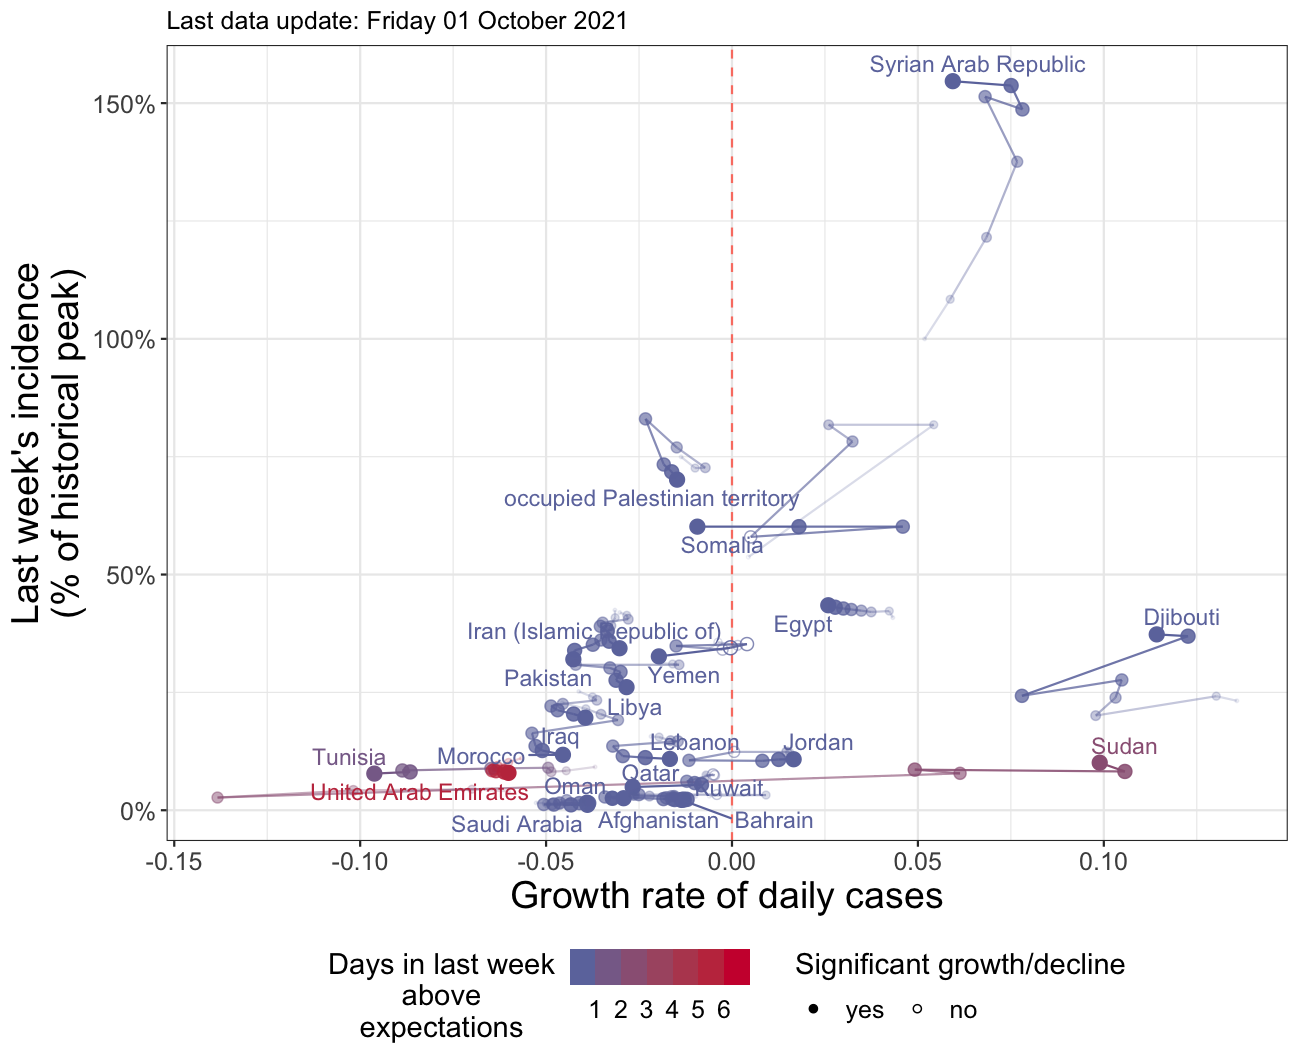 Last data update: Friday 01 October 2021
Last week's incidence
(% of historical peak)
150%
100%
50%
0%
Syrian Arab Republic
occupied Palestinian territory
Somalia
Egypt
Djibouti
Iran (Islamic Republic of)
Pakistan
Yemen
Libya
Iraq
Morocco
Lebanon
Jordan
Sudan
Tunisia
Qatar
United Arab Emirates
Oman
Kuwait
Saudi Arabia
Afghanistan
Bahrain
-0.15
-0.10
-0.05
0.00
0.05
0.10
Growth rate of daily cases
Days in last week
above
expectations
1 2 3 4 5 6
Significant growth/decline
yes
no